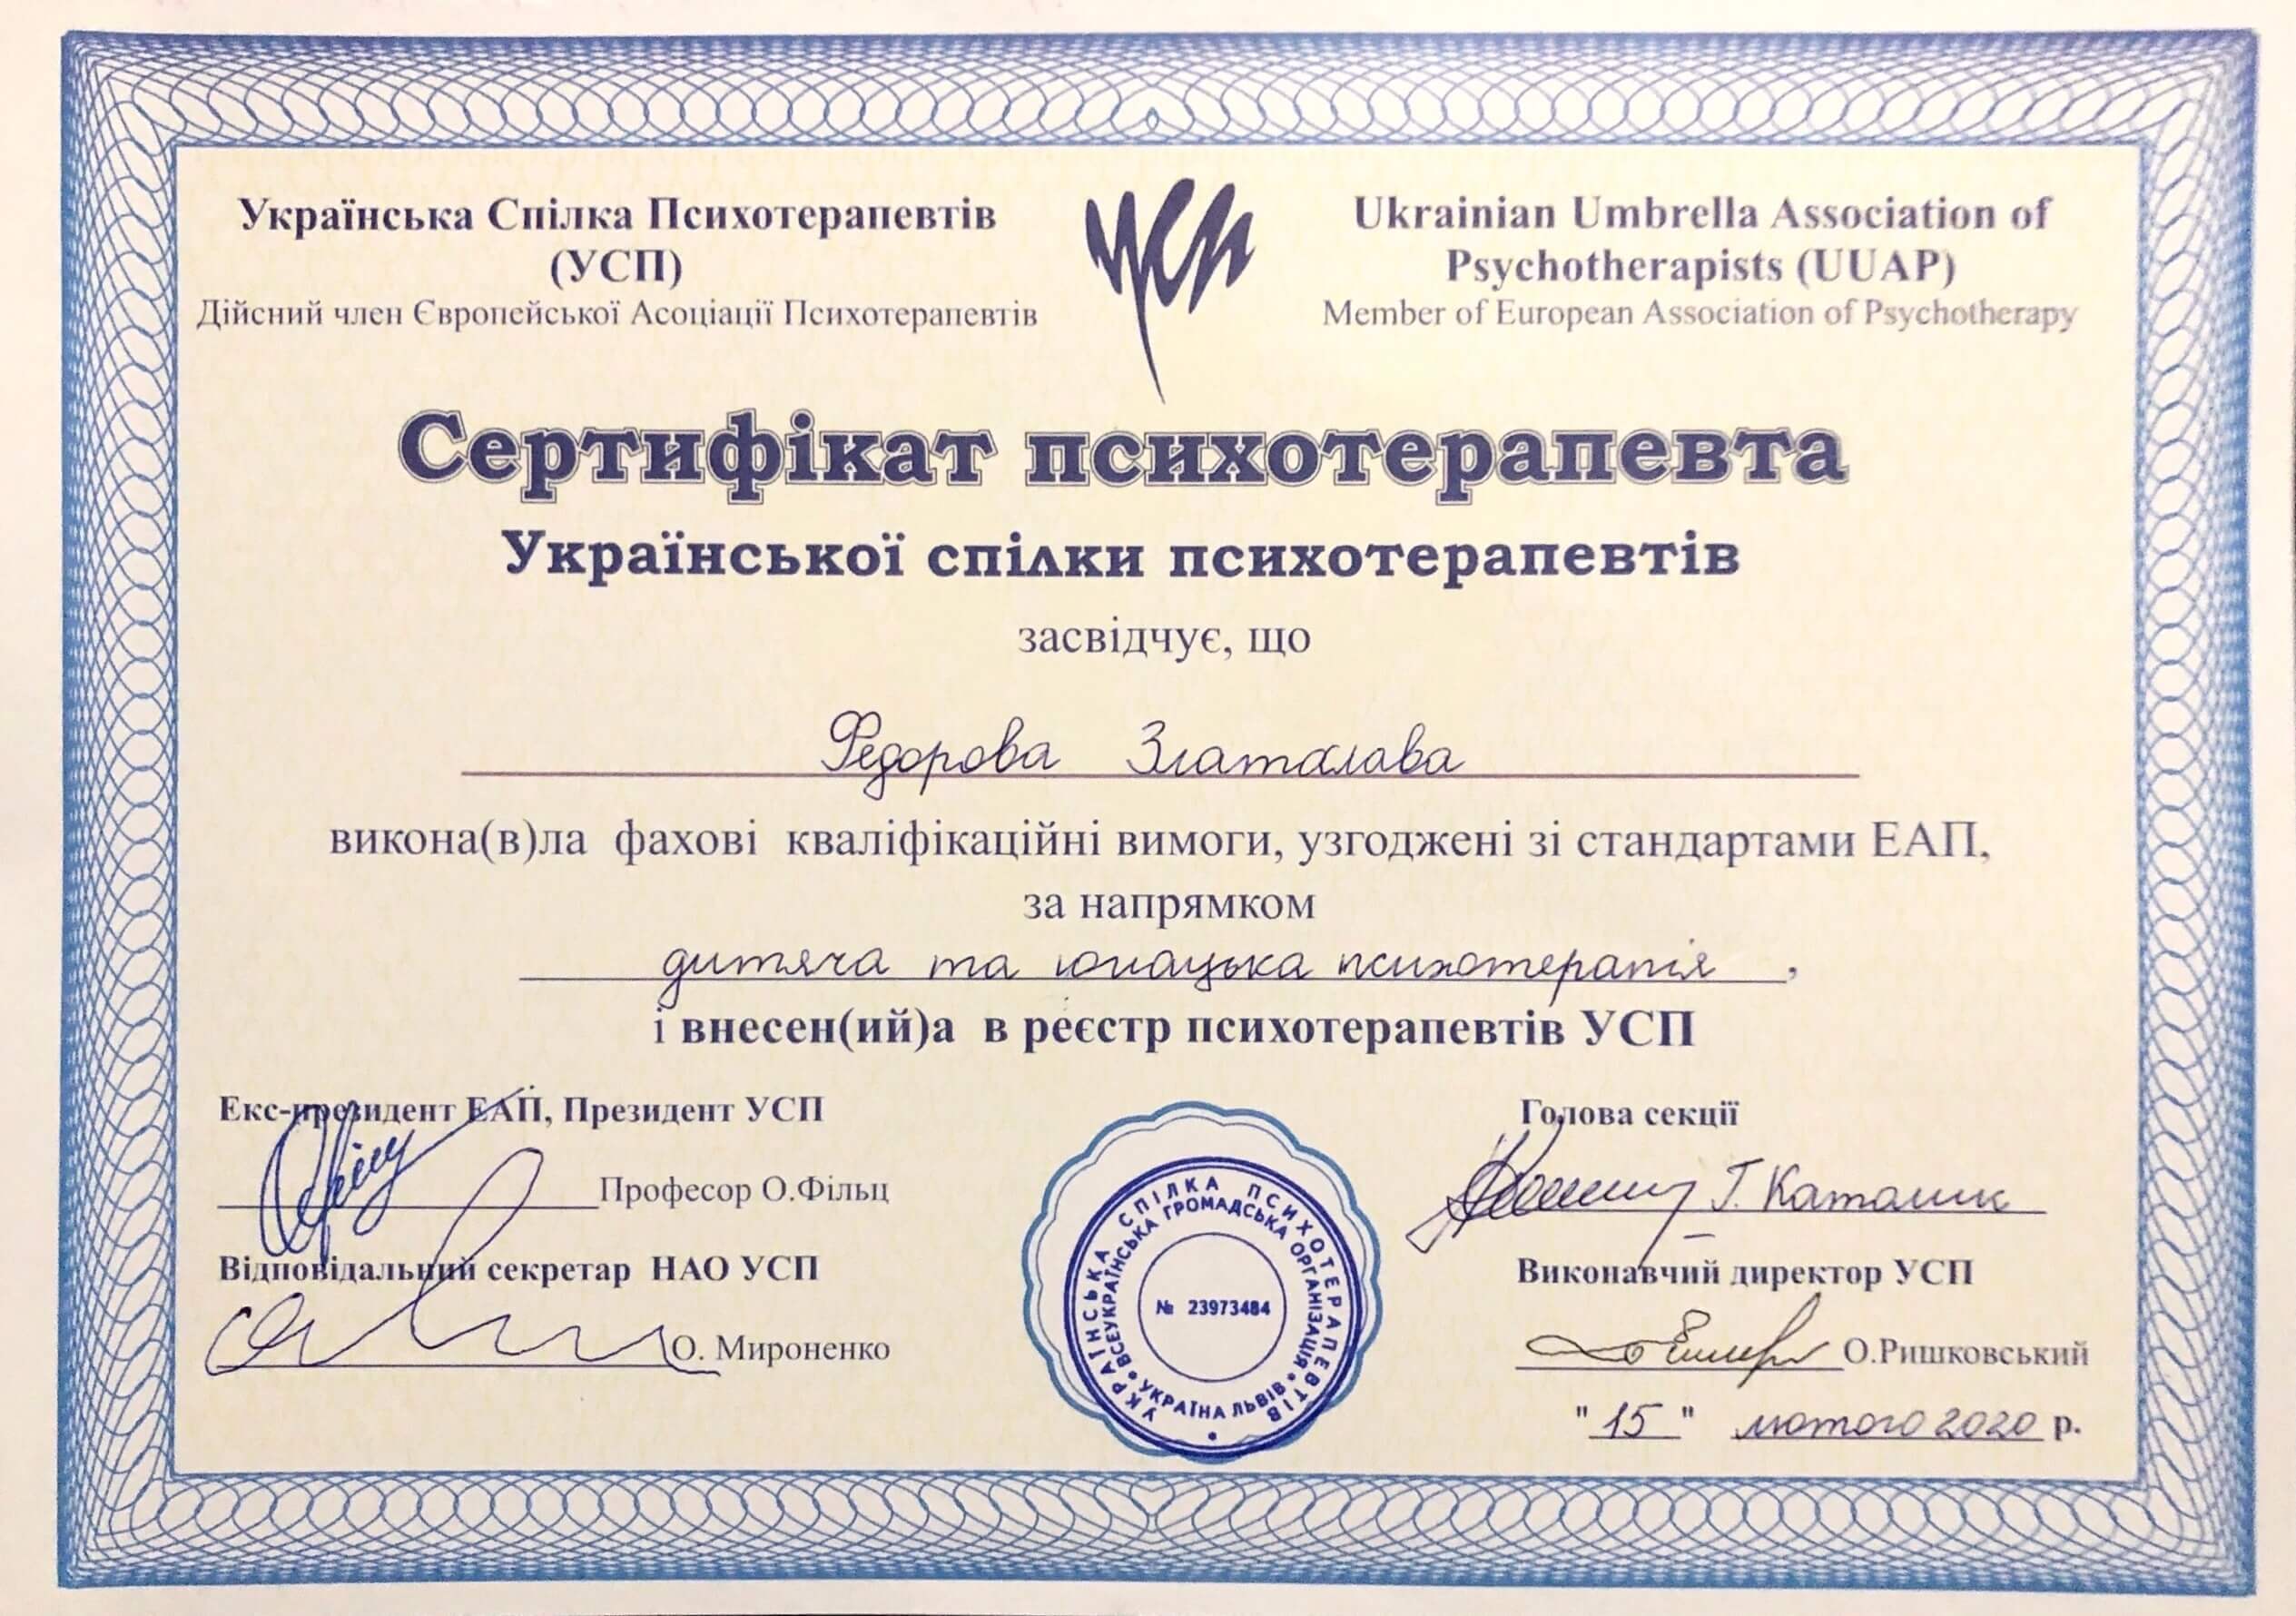 Українська Спілка Психотерапевтів
(УСП)
Дійсний член Європейської Асоціації Психотерапевтів
УСП
Ukrainian Umbrella Association of
Psychotherapists (UUAP)
Member of European Association of Psychotherapy
Сертифікат психотерапевта
Української спілки психотерапевтів
засвідчує, що
Федорова Златаслава
викона(в)ла фахові кваліфікаційні вимоги, узгоджені зі стандартами ЕАП,
за напрямком
дитяча та юнацька психотерапія,
і внесен(ий)а в реєстр психотерапевтів УСП
Екс-президент ЕАП, Президент УСП
Професор О.Фільц
Відповідальний секретар НАО УСП
О. Мироненко
УКРАЇНСЬКА СПІЛКА ПСИХОТЕРАПЕВТІВ
ВСЕУКРАЇНСЬКА ГРОМАДСЬКА ОРГАНІЗАЦІЯ
№ 23973484
УКРАЇНА ЛЬВІВ
Голова секції
Г. Католик
Виконавчий директор УСП
О.Ришковський
"15" лютого 2020 р.